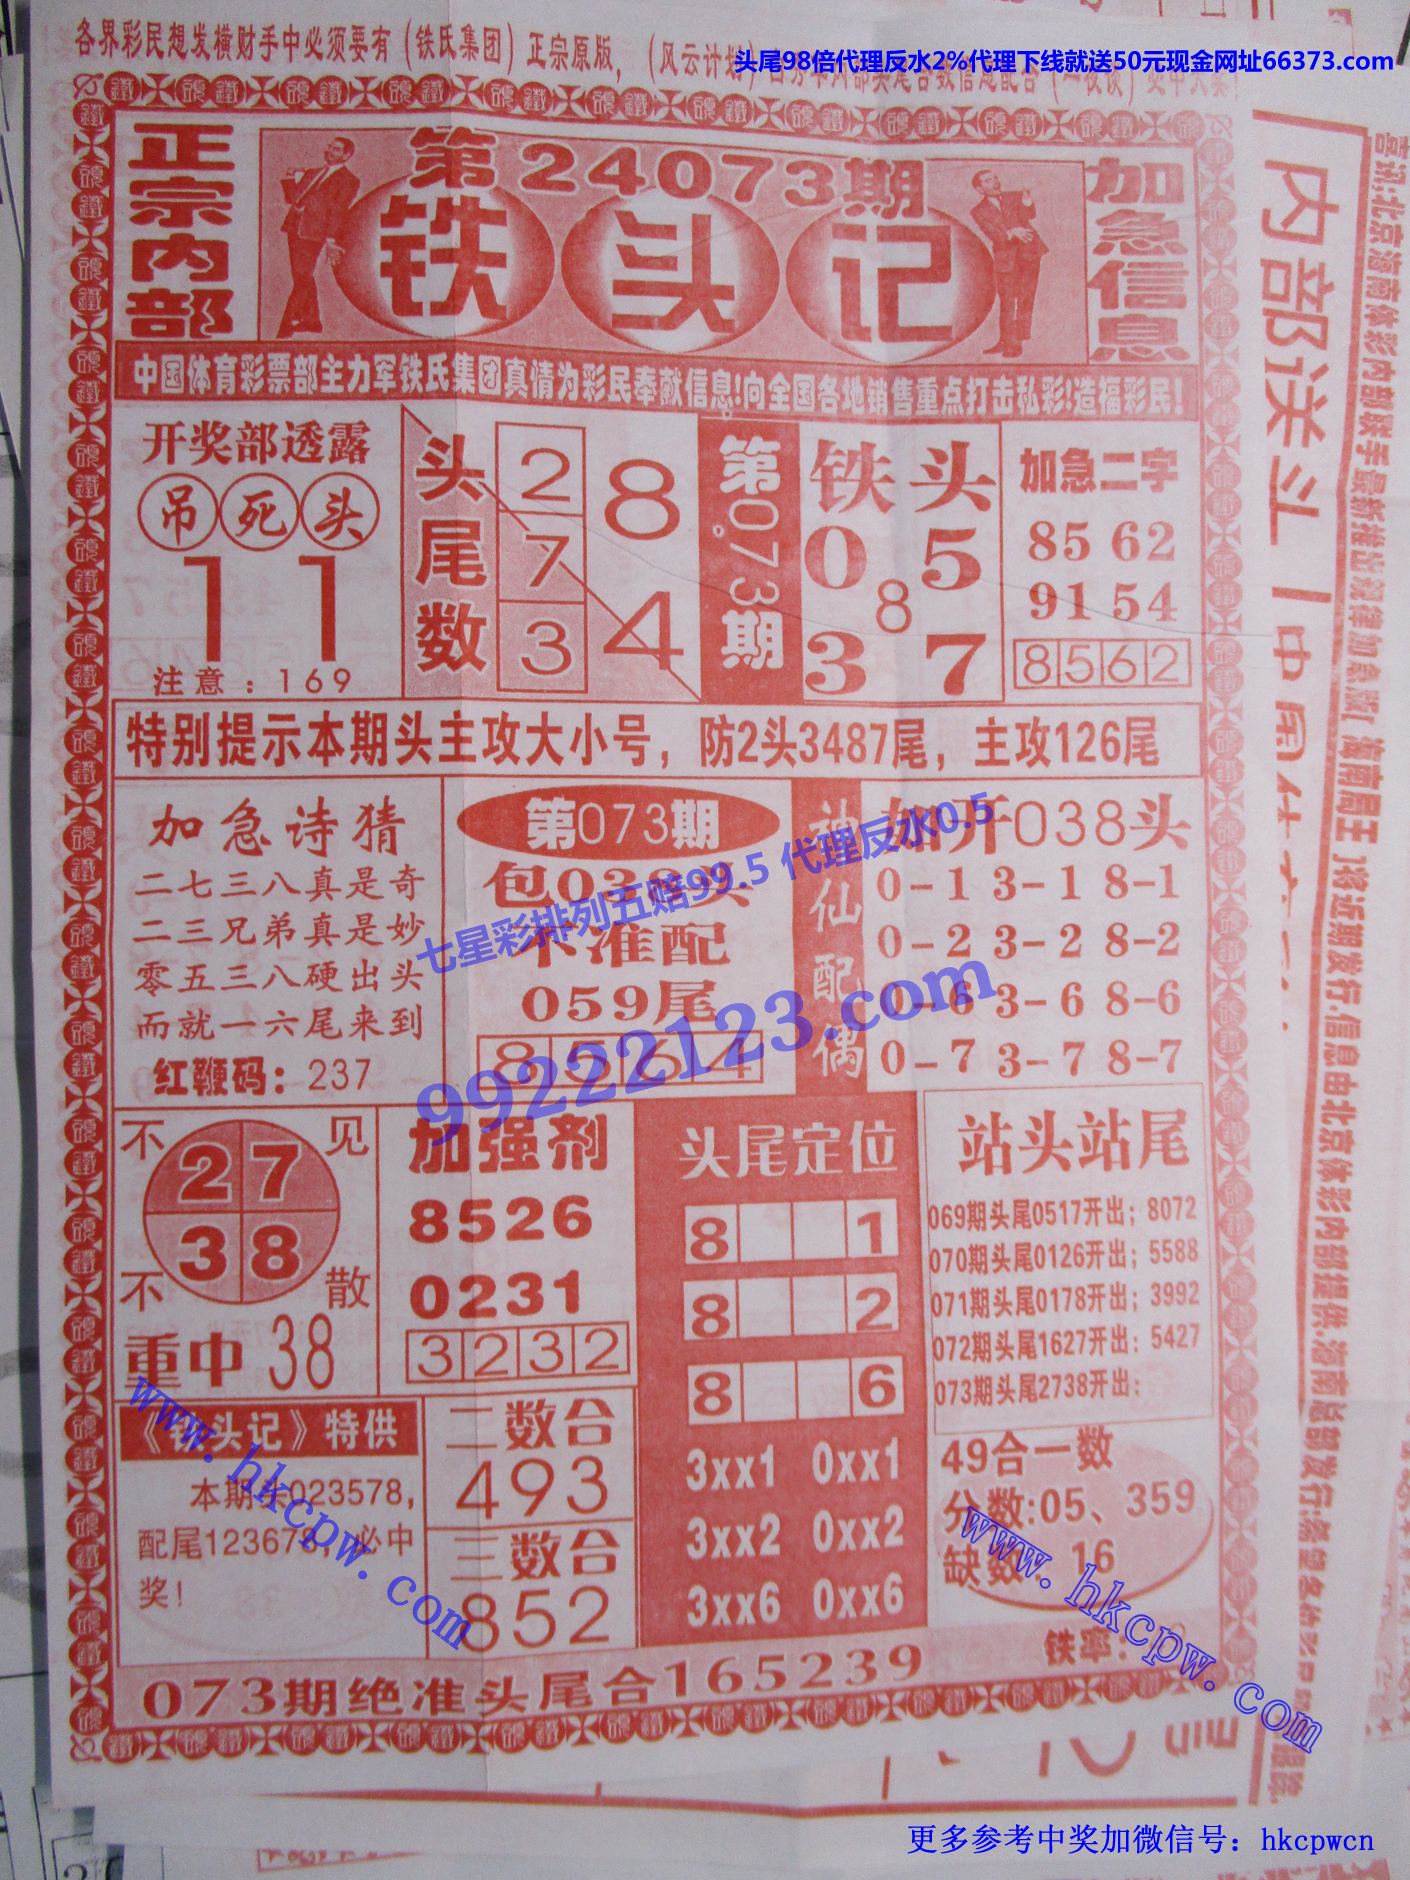 各界彩民想发横财手中必须要有（铁氏集团）正宗原版，（风云计划）
头尾98倍代理反水2%代理下线就送50元现金网址66373.com
正宗内部
第24073期
铁头记
加急信息
中国体育彩票部主力军铁氏集团真情为彩民奉献信息!向全国各地销售重点打击私彩!造福彩民!
开奖部透露
吊死头
11
注意：169
头尾数
2
7
3
8
4
第073期
铁头
0 5
8
3 7
加急二字
85 62
91 54
8562
特别提示本期头主攻大小号，防2头3487尾，主攻126尾
加急诗猜
二七三八真是奇
二三兄弟真是妙
零五三八硬出头
而就一六尾来到
红鞭码：237
第073期
包038头
不准配
059尾
8564
神仙配偶
如开038头
0-1 3-1 8-1
0-2 3-2 8-2
0-6 3-6 8-6
0-7 3-7 8-7
七星彩排列五赔99.5 代理反水0.5
99222123.com
不见不散
27
38
重中38
加强剂
8526
0231
3232
头尾定位
8 1
8 2
8 6
3xx1 0xx1
3xx2 0xx2
3xx6 0xx6
站头站尾
069期头尾0517开出；8072
070期头尾0126开出；5588
071期头尾0178开出；3992
072期头尾1627开出：5427
073期头尾2738开出：
《铁头记》特供
本期头023578，
配尾123678，必中
奖！
二数合
493
三数合
852
49合一数
分数:05、359
缺数：16
铁率：
073期绝准头尾合165239
www.hkcpw.com
www.hkcpw.com
内部送头
更多参考中奖加微信号：hkcpwcn